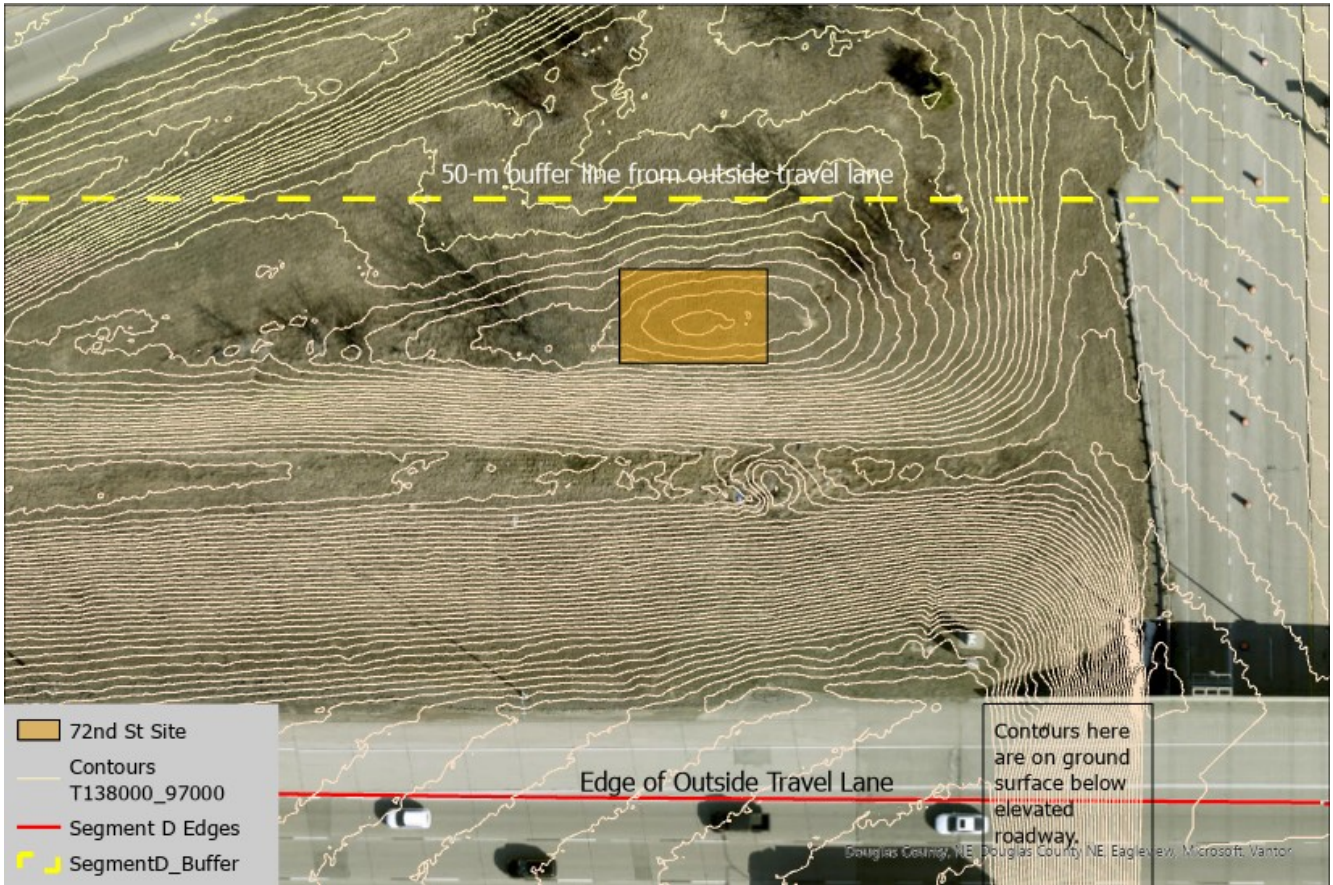 50-m buffer line from outside travel lane
72nd St Site
Contours
T138000_97000
Segment D Edges
SegmentD_Buffer
Edge of Outside Travel Lane
Contours here
are on ground
surface below
elevated
roadway.
Douglas County, NE, Douglas County NE, Eagleview, Microsoft, Vantor